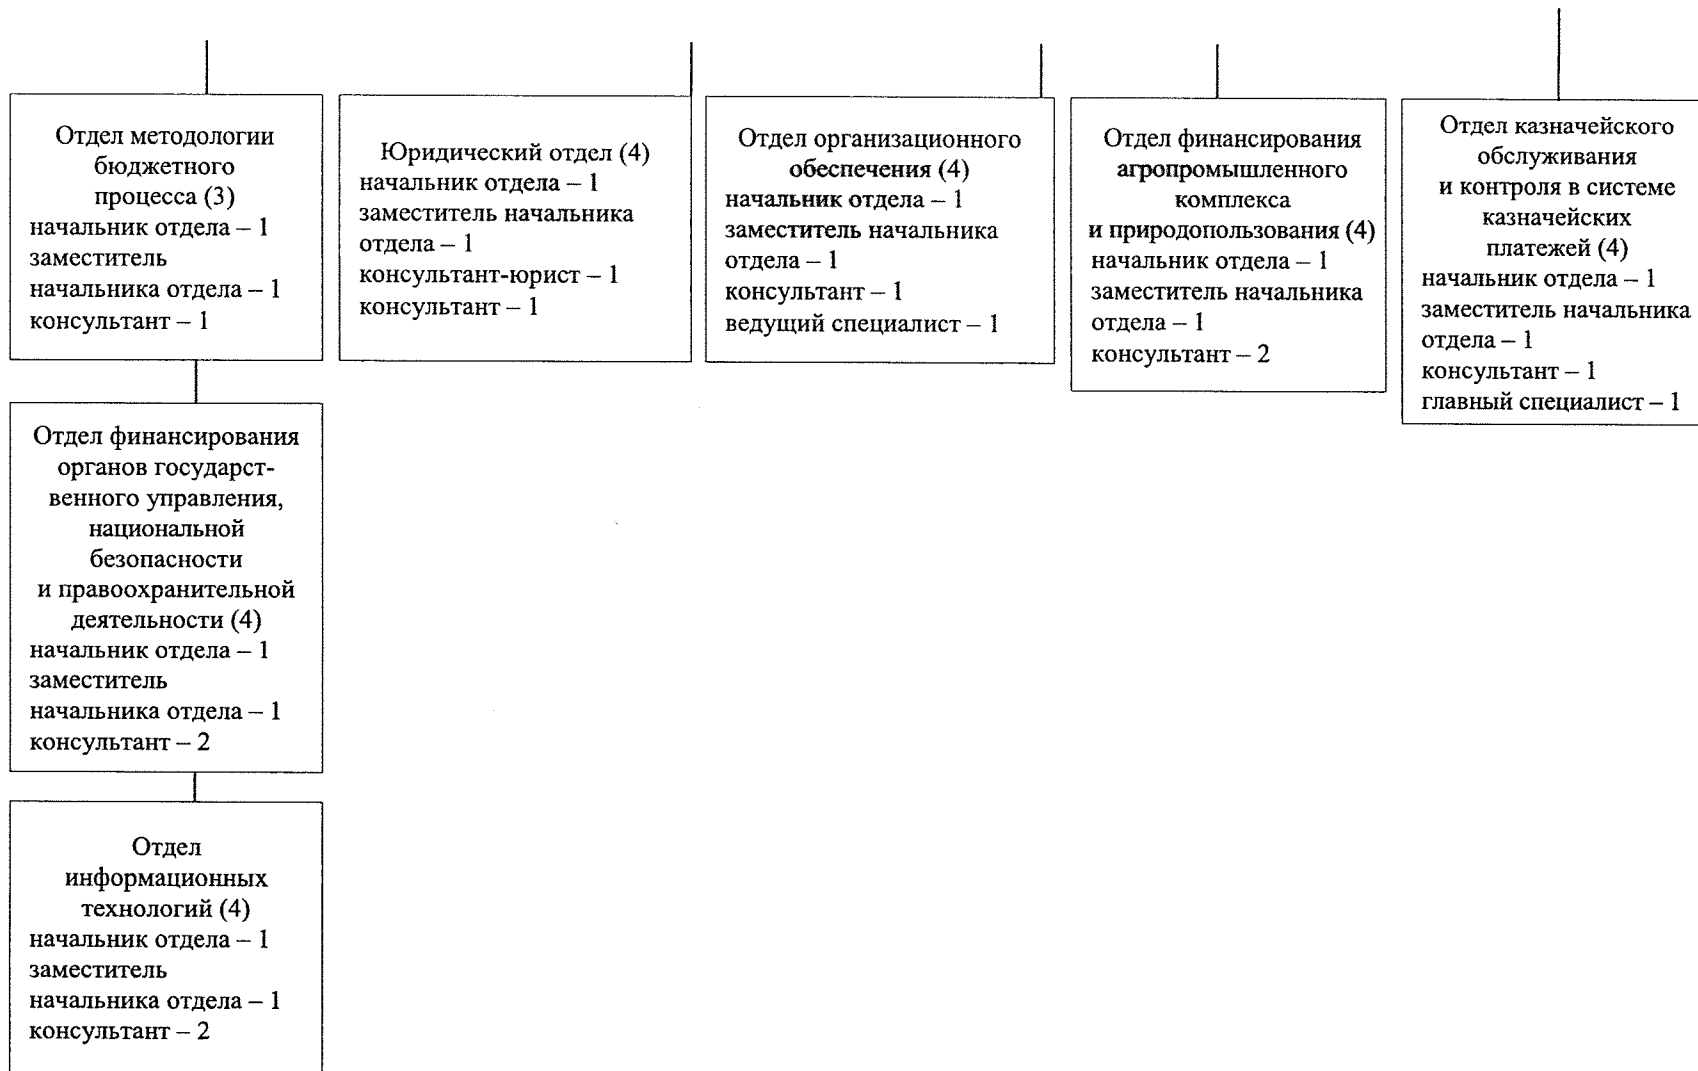 Отдел методологии
бюджетного
процесса (3)
начальник отдела – 1
заместитель
начальника отдела – 1
консультант – 1
Юридический отдел (4)
начальник отдела – 1
заместитель начальника
отдела – 1
консультант-юрист – 1
консультант – 1
Отдел организационного
обеспечения (4)
начальник отдела – 1
заместитель начальника
отдела – 1
консультант – 1
ведущий специалист – 1
Отдел финансирования
агропромышленного
комплекса
и природопользования (4)
начальник отдела – 1
заместитель начальника
отдела – 1
консультант – 2
Отдел казначейского
обслуживания
и контроля в системе
казначейских
платежей (4)
начальник отдела – 1
заместитель начальника
отдела – 1
консультант – 1
главный специалист – 1
Отдел финансирования
органов государст-
венного управления,
национальной
безопасности
и правоохранительной
деятельности (4)
начальник отдела – 1
заместитель
начальника отдела – 1
консультант – 2
Отдел
информационных
технологий (4)
начальник отдела – 1
заместитель
начальника отдела – 1
консультант – 2